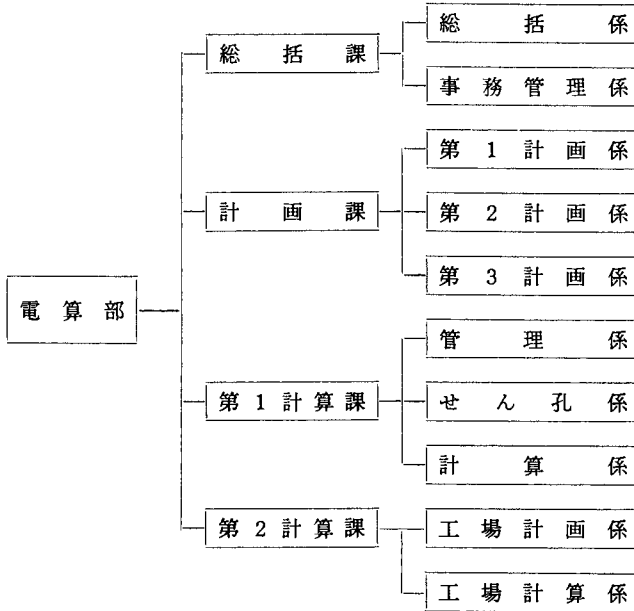 電算部
総括課
総括係
事務管理係
計画課
第1計画係
第2計画係
第3計画係
第1計算課
管理係
せん孔係
計算係
第2計算課
工場計画係
工場計算係